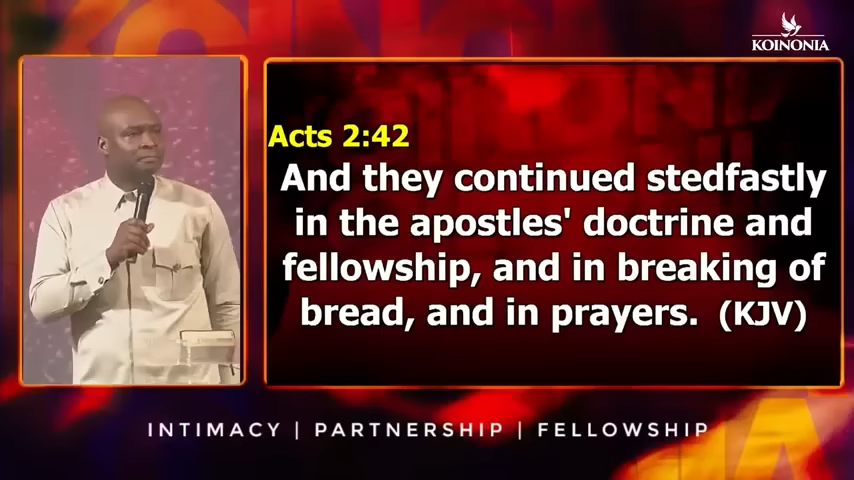 KOINONIA
Acts 2:42
And they continued stedfastly
in the apostles' doctrine and
fellowship, and in breaking of
bread, and in prayers. (KJV)
INTIMACY | PARTNERSHIP | FELLOWSHIP